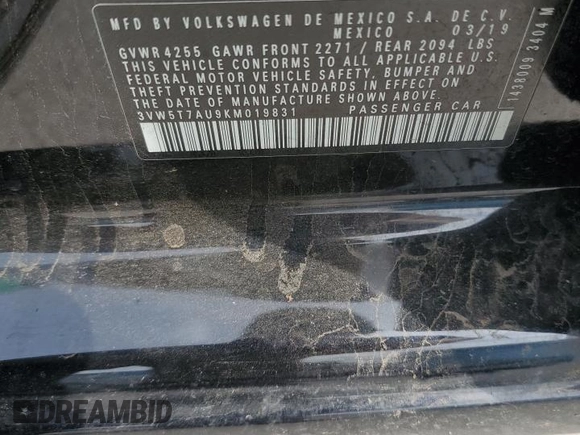 MFD BY VOLKSWAGEN DE MEXICO S.A. DE C.V.
MEXICO 03/19
GVWR 4255 GAWR FRONT 2271 / REAR 2094 LBS
THIS VEHICLE CONFORMS TO ALL APPLICABLE U.S.
FEDERAL MOTOR VEHICLE SAFETY, BUMPER AND
THEFT PREVENTION STANDARDS IN EFFECT ON
DATE OF MANUFACTURE SHOWN ABOVE.
3VW5T7AU9KM019831 PASSENGER CAR
1438009 3404 M
DREAMBID